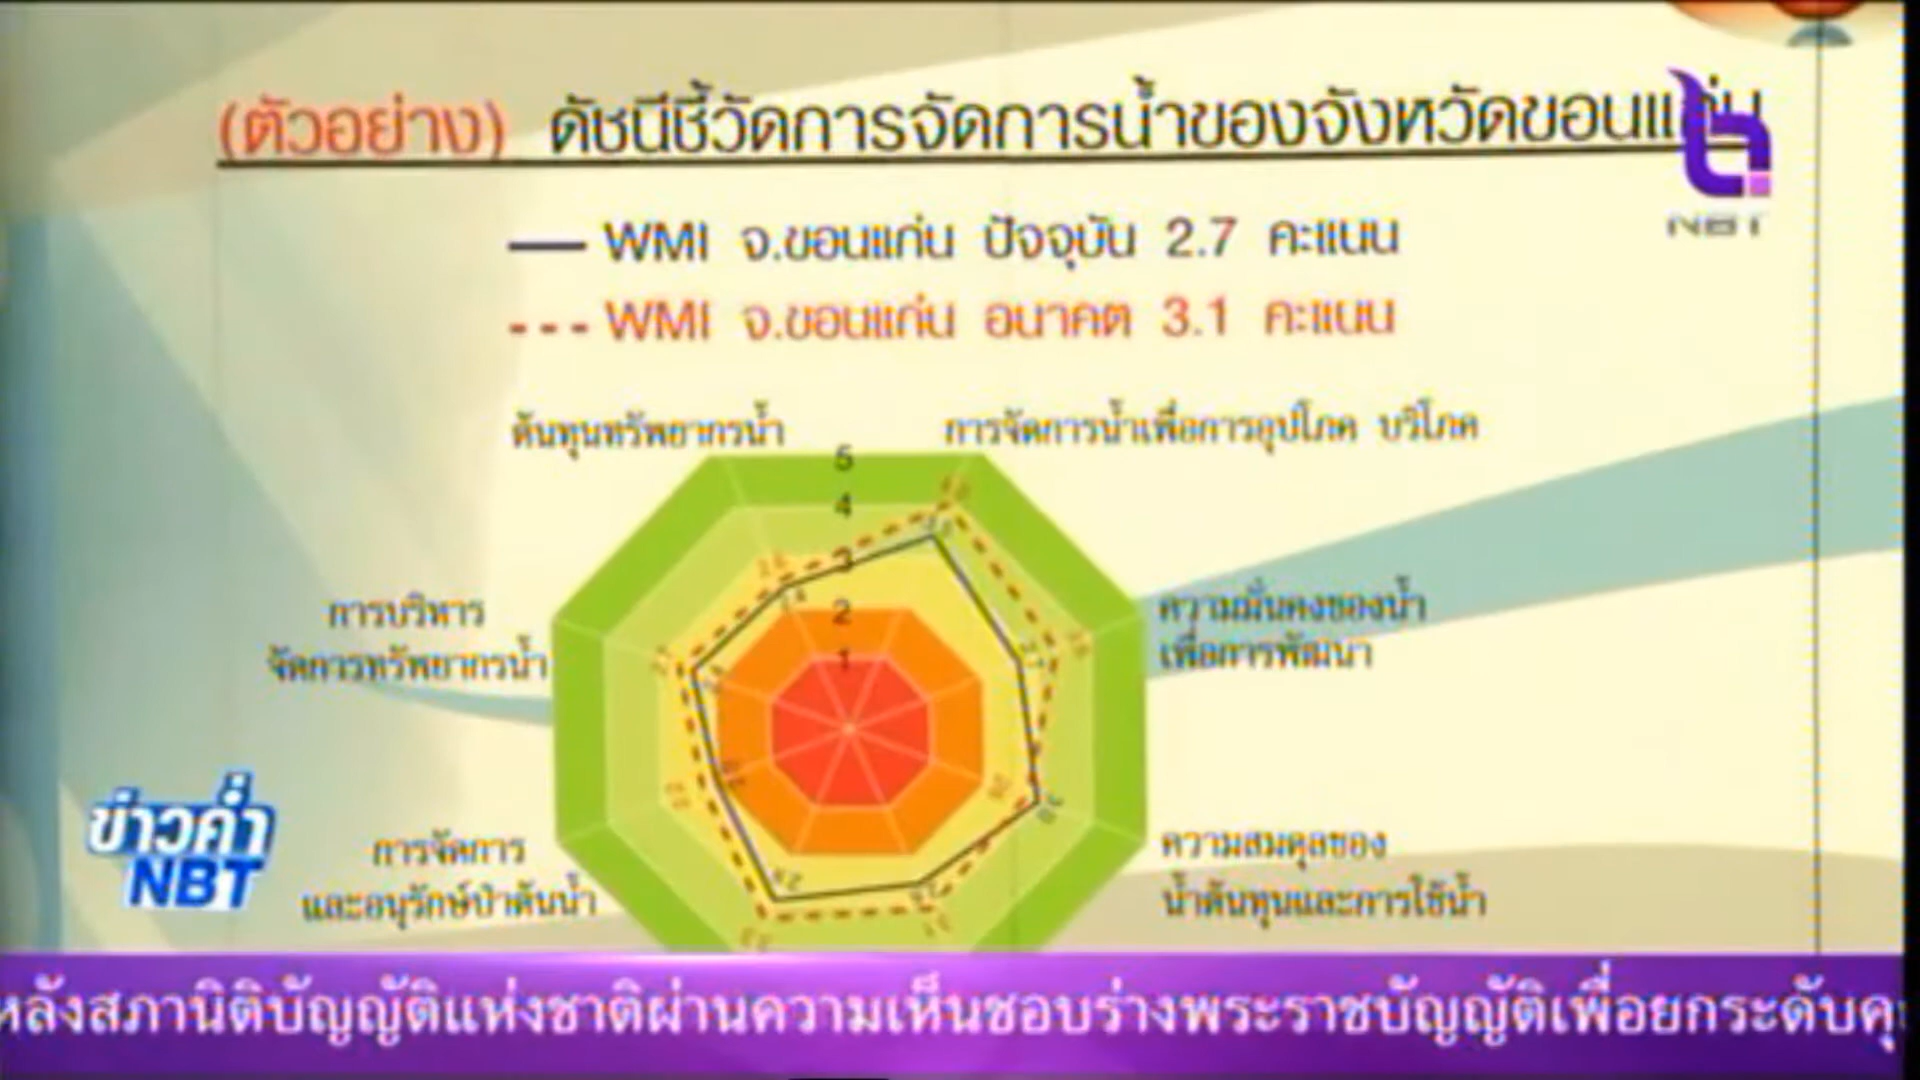 (ตัวอย่าง) ดัชนีชี้วัดการจัดการน้ำของจังหวัดขอนแก่น
NBT
WMI จ.ขอนแก่น ปัจจุบัน 2.7 คะแนน
WMI จ.ขอนแก่น อนาคต 3.1 คะแนน
ต้นทุนทรัพยากรน้ำ
การจัดการน้ำเพื่อการอุปโภค บริโภค
5
4
3
2
1
การบริหาร
จัดการทรัพยากรน้ำ
ความมั่นคงของน้ำ
เพื่อการพัฒนา
การจัดการ
และอนุรักษ์ป่าต้นน้ำ
ความสมดุลของ
น้ำต้นทุนและการใช้น้ำ
ข่าวค่ำ
NBT
หลังสภานิติบัญญัติแห่งชาติผ่านความเห็นชอบร่างพระราชบัญญัติเพื่อยกระดับคุ